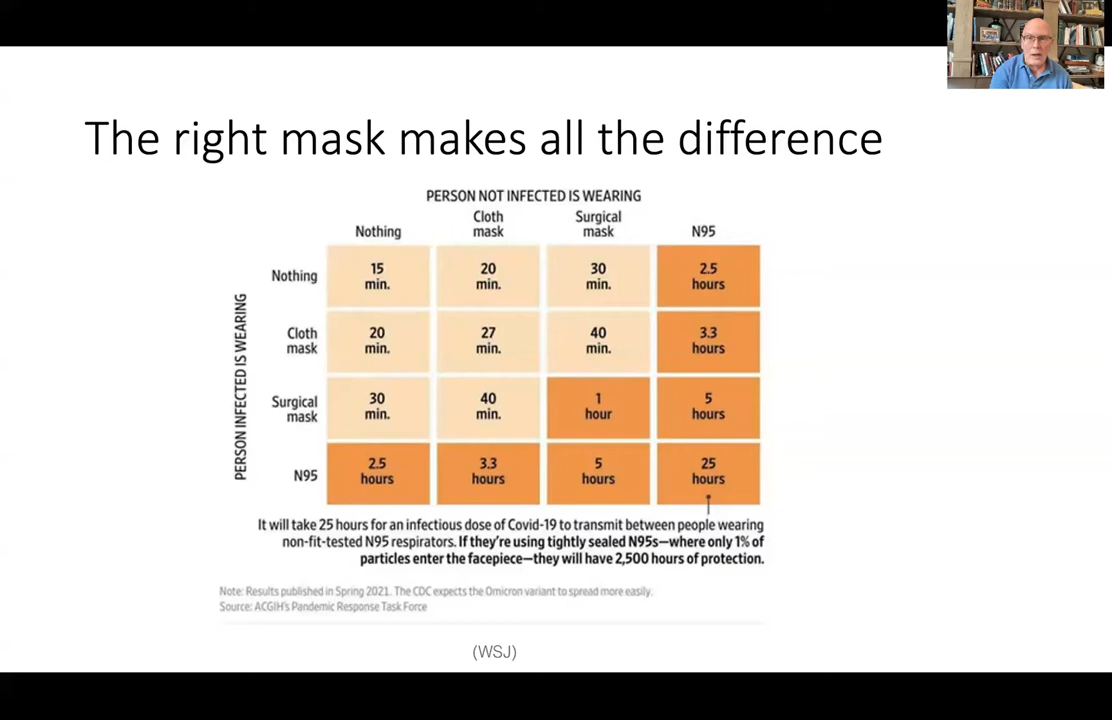 The right mask makes all the difference
PERSON NOT INFECTED IS WEARING
Nothing
Cloth
mask
Surgical
mask
N95
PERSON INFECTED IS WEARING
Nothing
15
min.
20
min.
30
min.
2.5
hours
Cloth
mask
20
min.
27
min.
40
min.
3.3
hours
Surgical
mask
30
min.
40
min.
1
hour
5
hours
N95
2.5
hours
3.3
hours
5
hours
25
hours
It will take 25 hours for an infectious dose of Covid-19 to transmit between people wearing
non-fit-tested N95 respirators. If they're using tightly sealed N95s—where only 1% of
particles enter the facepiece—they will have 2,500 hours of protection.
Note: Results published in Spring 2021. The CDC expects the Omicron variant to spread more easily.
Source: ACGIH's Pandemic Response Task Force
(WSJ)